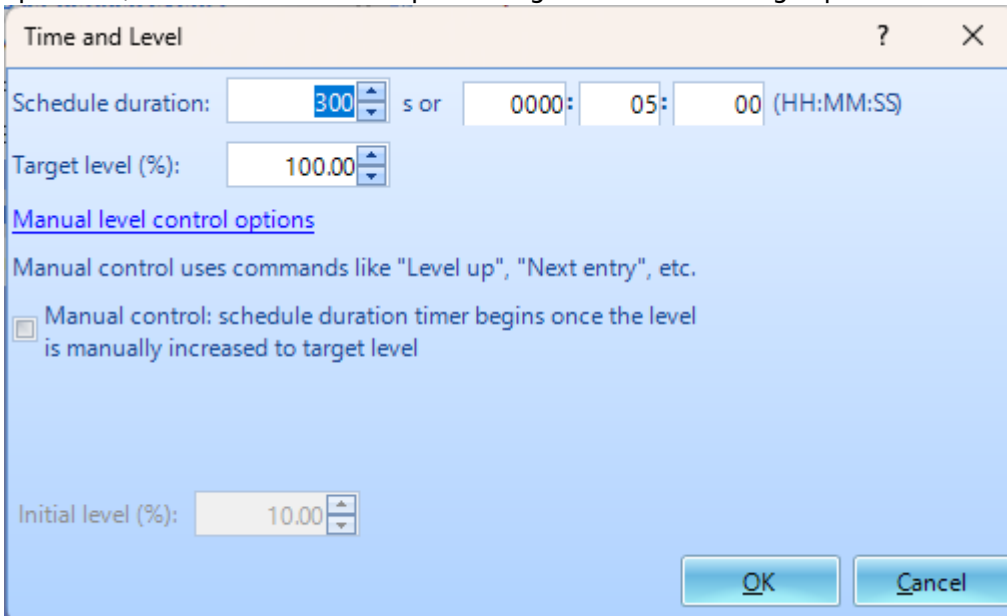 Time and Level ?
Schedule duration: 300 s or 0000: 05: 00 (HH:MM:SS)
Target level (%): 100.00
Manual level control options
Manual control uses commands like "Level up", "Next entry", etc.
Manual control: schedule duration timer begins once the level
is manually increased to target level
Initial level (%): 10.00
OK Cancel